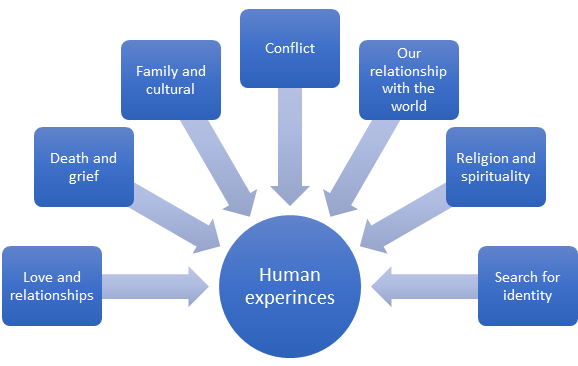 Conflict
Family and
cultural
Our
relationship
with the
world
Death and
grief
Religion and
spirituality
Love and
relationships
Search for
identity
Human
experinces